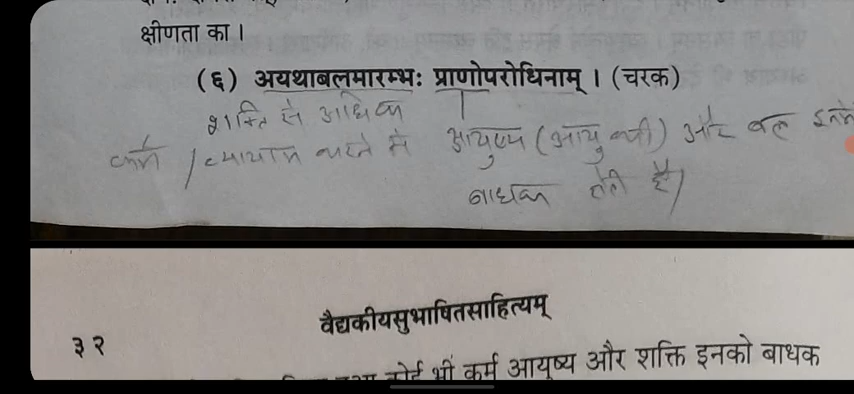 क्षीणता का ।
(६) अयथाबलमारम्भः प्राणोपरोधिनाम् । (चरक)
शक्ति से अधिक
कर्म / व्यायाम करने से आयुष्य (आयु की) और बल इनमें
बाधक होती है /
वैद्यकीयसुभाषितसाहित्यम्
३२
कोई भी कर्म आयुष्य और शक्ति इनको बाधक